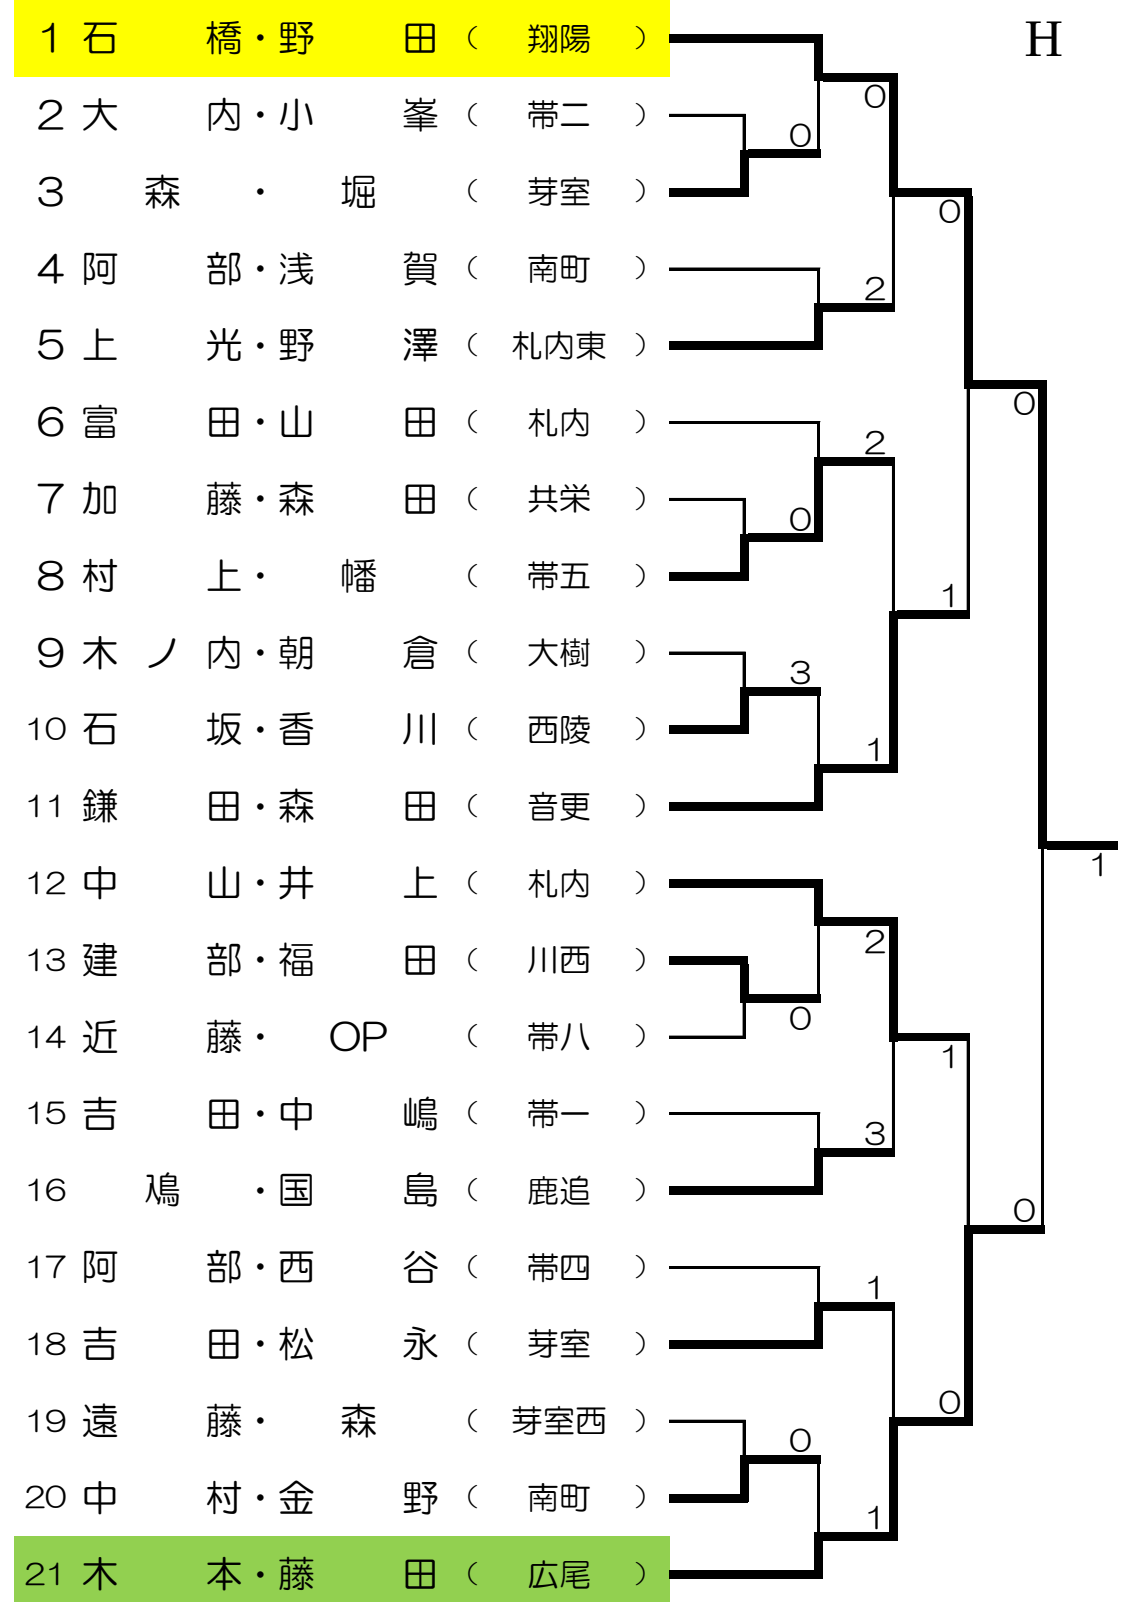 H
1 石橋・野田（翔陽）
2 大内・小峯（帯二）
3 森・堀（芽室）
4 阿部・浅賀（南町）
5 上光・野澤（札内東）
6 富田・山田（札内）
7 加藤・森田（共栄）
8 村上・幡（帯五）
9 木ノ内・朝倉（大樹）
10 石坂・香川（西陵）
11 鎌田・森田（音更）
12 中山・井上（札内）
13 建部・福田（川西）
14 近藤・OP（帯八）
15 吉田・中嶋（帯一）
16 鳰・国島（鹿追）
17 阿部・西谷（帯四）
18 吉田・松永（芽室）
19 遠藤・森（芽室西）
20 中村・金野（南町）
21 木本・藤田（広尾）
0
0
0
2
0
2
0
1
3
1
1
2
0
1
3
0
1
0
0
1